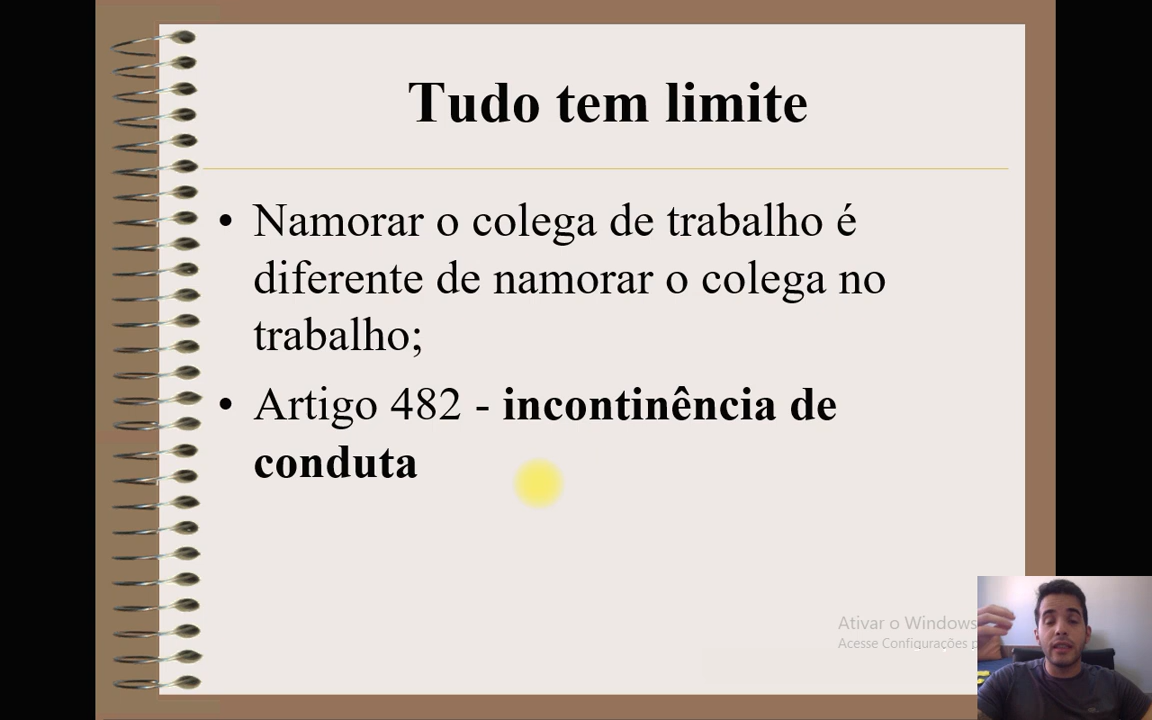 Tudo tem limite
• Namorar o colega de trabalho é
diferente de namorar o colega no
trabalho;
• Artigo 482 - incontinência de
conduta
Ativar o Windows
Acesse Configurações